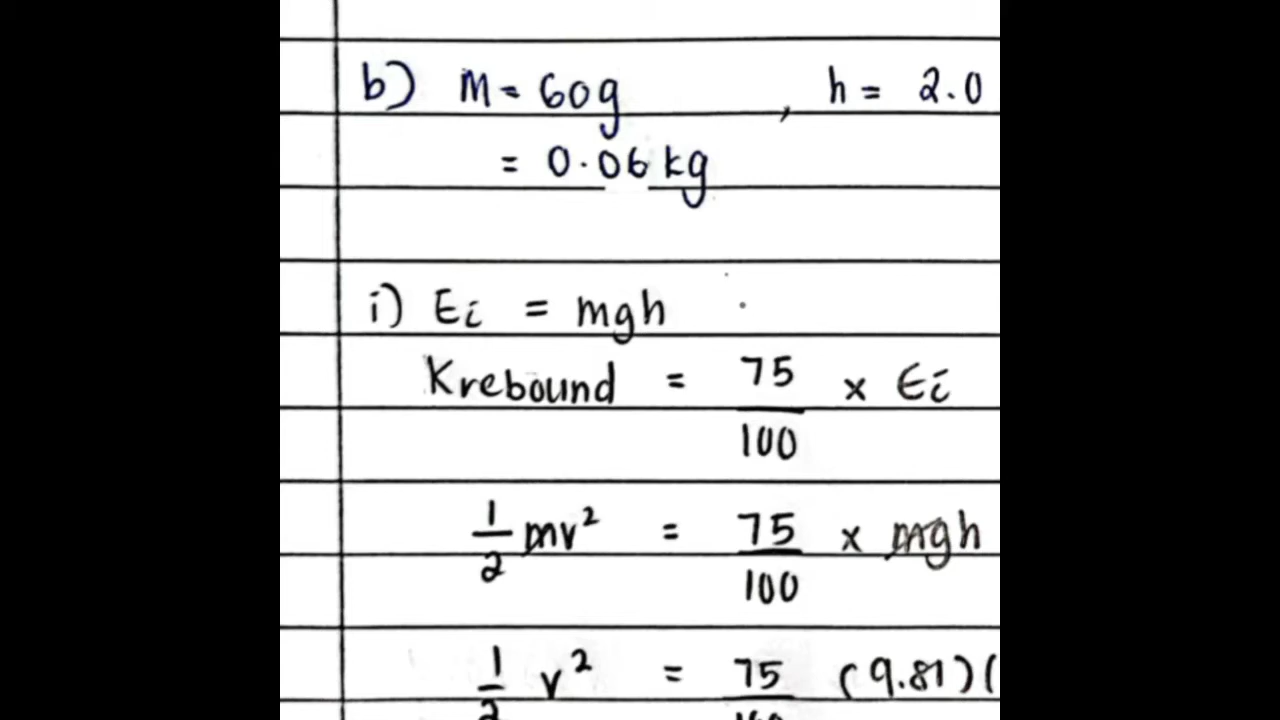 b) m = 60g , h = 2.0
= 0.06 kg
i) Ei = mgh
Krebound = 75/100 × Ei
1/2 mv² = 75/100 × mgh
1/2 v² = 75/100 (9.81)(